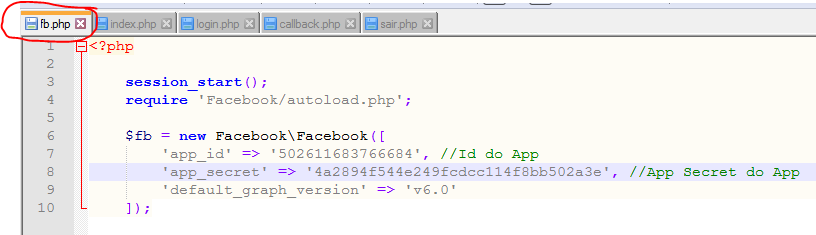 fb.php index.php login.php callback.php sair.php
1 <?php
2
3 session_start();
4 require 'Facebook/autoload.php';
5
6 $fb = new Facebook\Facebook([
7 'app_id' => '502611683766684', //Id do App
8 'app_secret' => '4a2894f544e249fcdcc114f8bb502a3e', //App Secret do App
9 'default_graph_version' => 'v6.0'
10 ]);